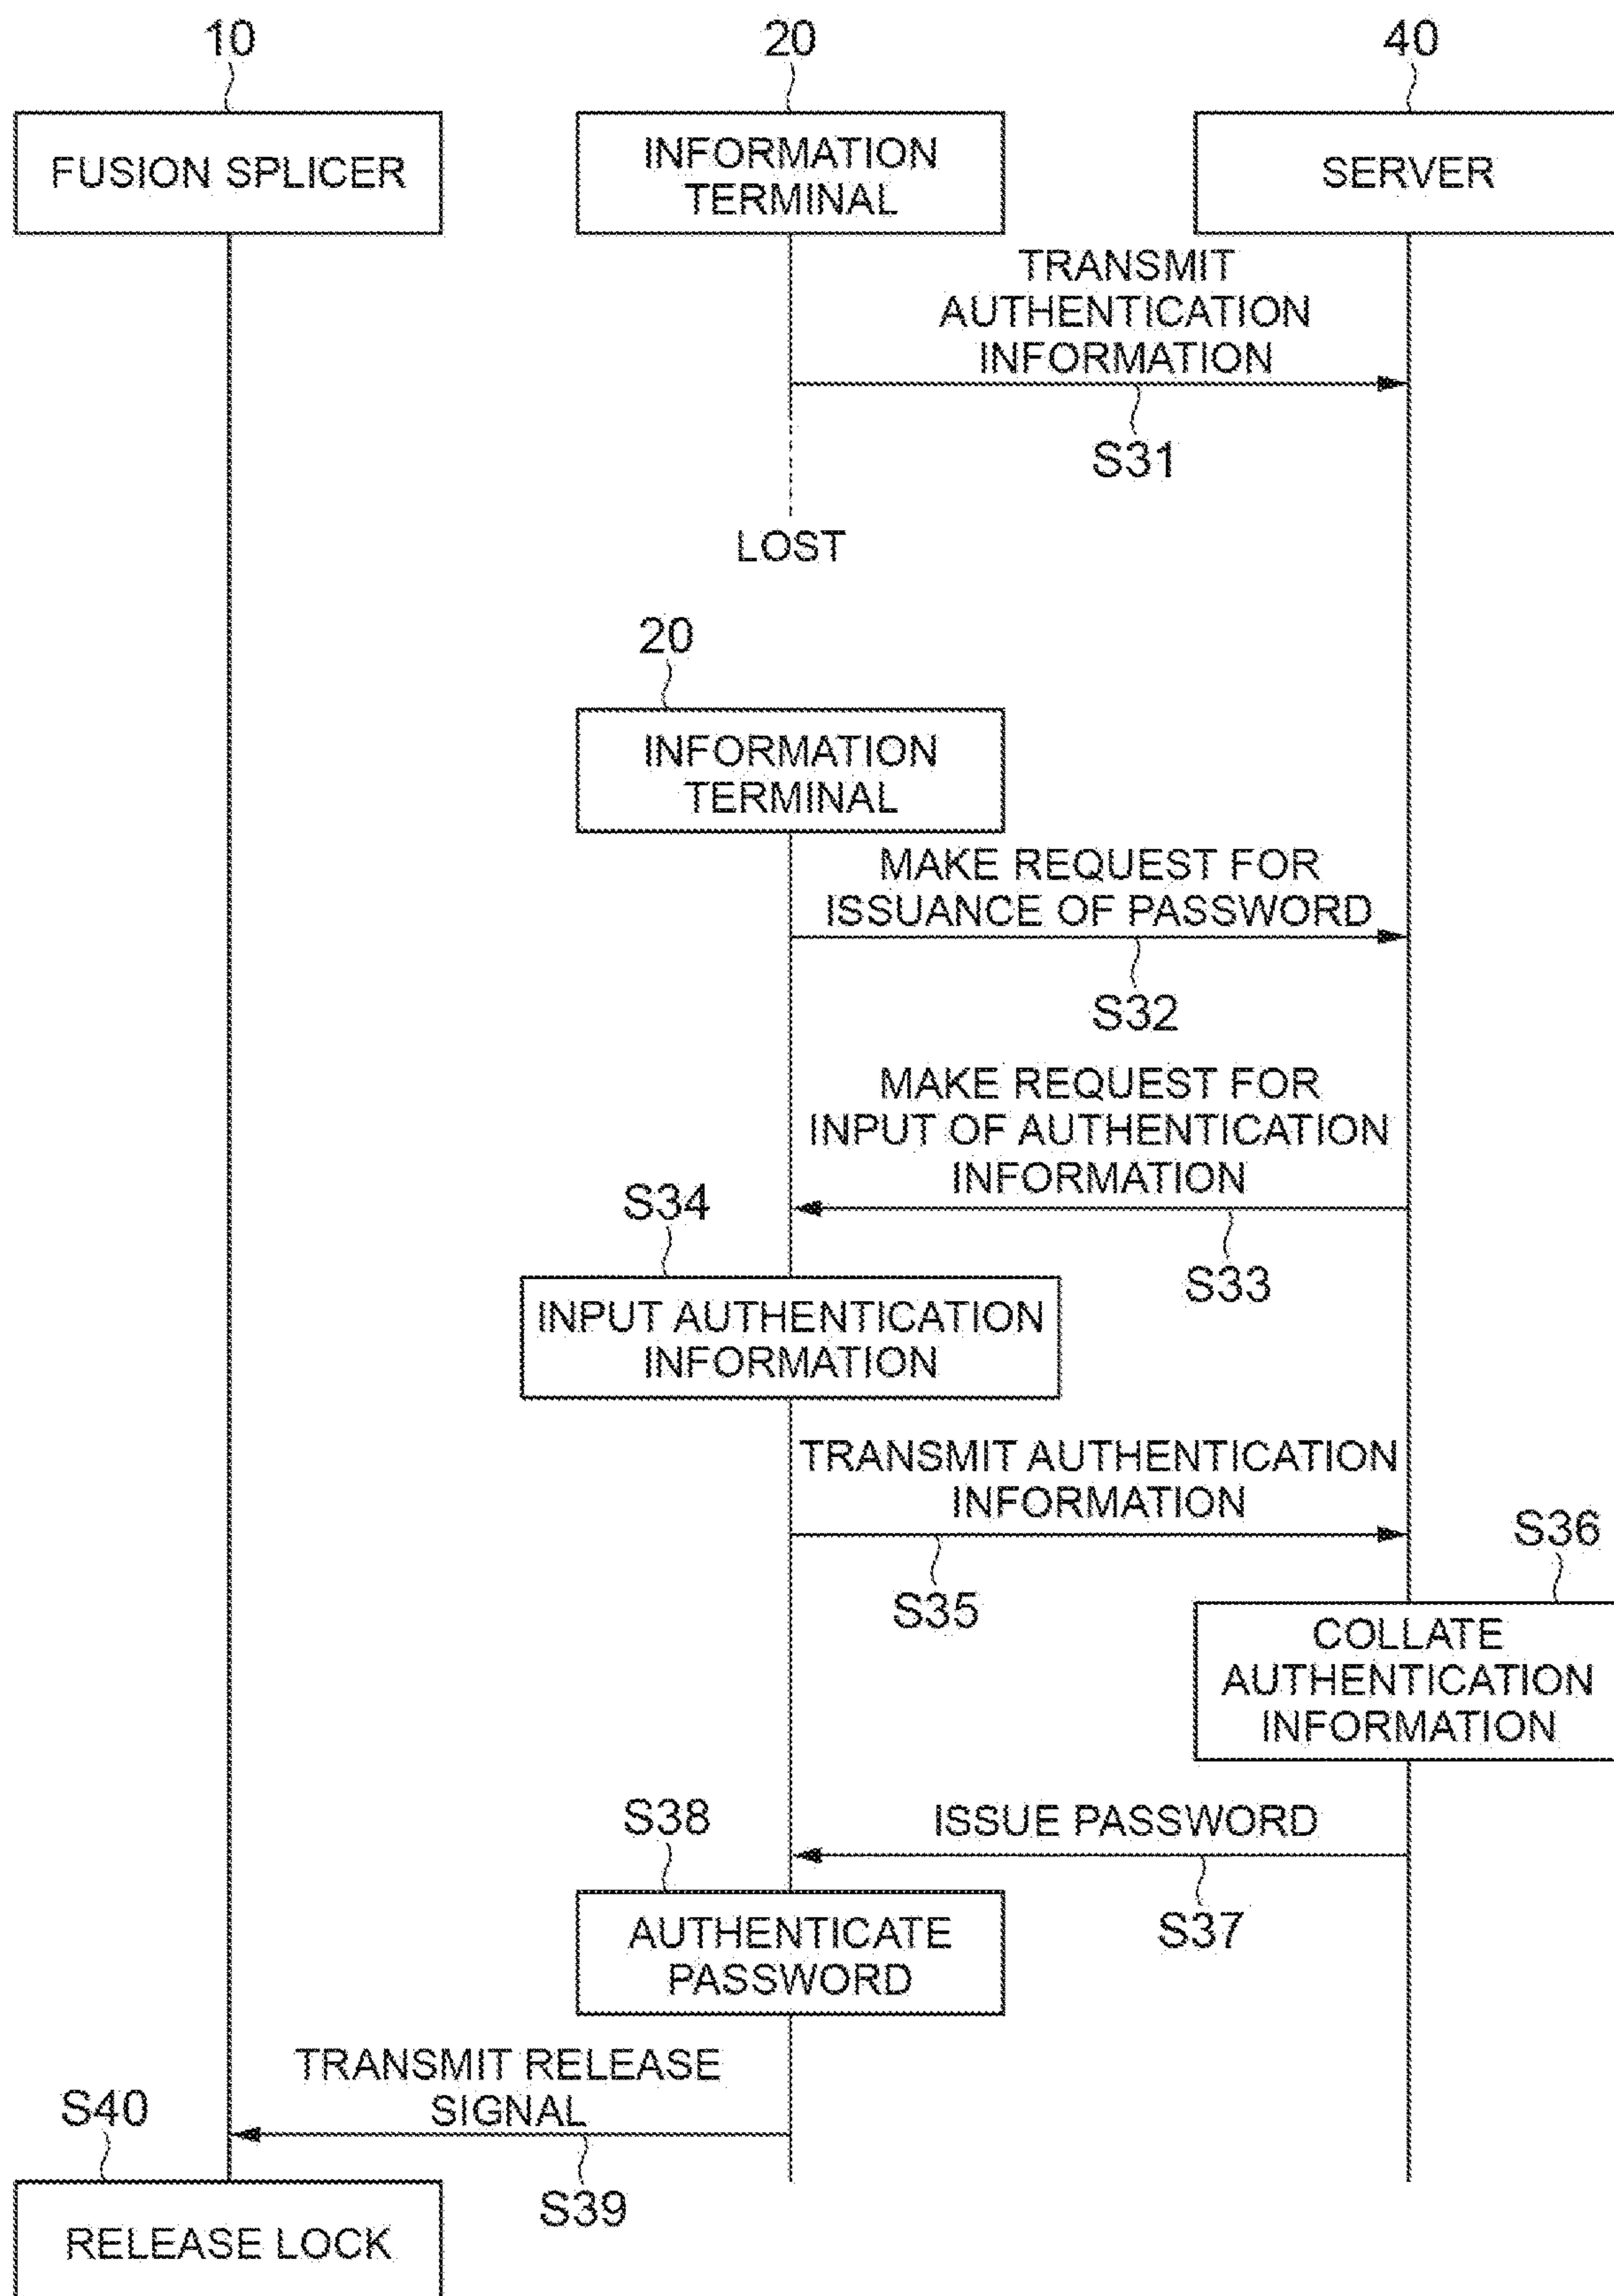 10
20
40
FUSION SPLICER
INFORMATION
TERMINAL
SERVER
TRANSMIT
AUTHENTICATION
INFORMATION
S31
LOST
20
INFORMATION
TERMINAL
MAKE REQUEST FOR
ISSUANCE OF PASSWORD
S32
MAKE REQUEST FOR
INPUT OF AUTHENTICATION
INFORMATION
S33
S34
INPUT AUTHENTICATION
INFORMATION
TRANSMIT AUTHENTICATION
INFORMATION
S35
S36
COLLATE
AUTHENTICATION
INFORMATION
ISSUE PASSWORD
S37
S38
AUTHENTICATE
PASSWORD
TRANSMIT RELEASE
SIGNAL
S39
S40
RELEASE LOCK